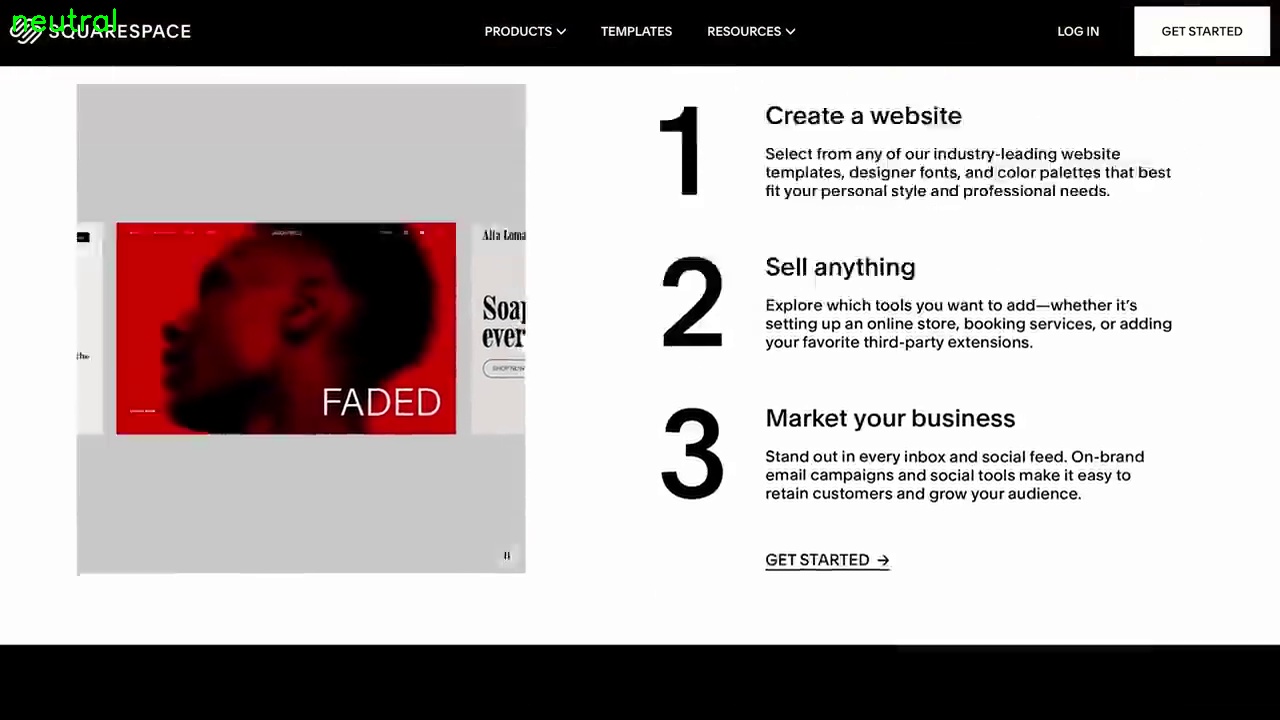 neutral
SQUARESPACE
PRODUCTS
TEMPLATES
RESOURCES
LOG IN
GET STARTED
1
Create a website
Select from any of our industry-leading website
templates, designer fonts, and color palettes that best
fit your personal style and professional needs.
2
Sell anything
Explore which tools you want to add—whether it's
setting up an online store, booking services, or adding
your favorite third-party extensions.
3
Market your business
Stand out in every inbox and social feed. On-brand
email campaigns and social tools make it easy to
retain customers and grow your audience.
GET STARTED →
FADED
Alta Loma
Soap
ever
SHOP NOW